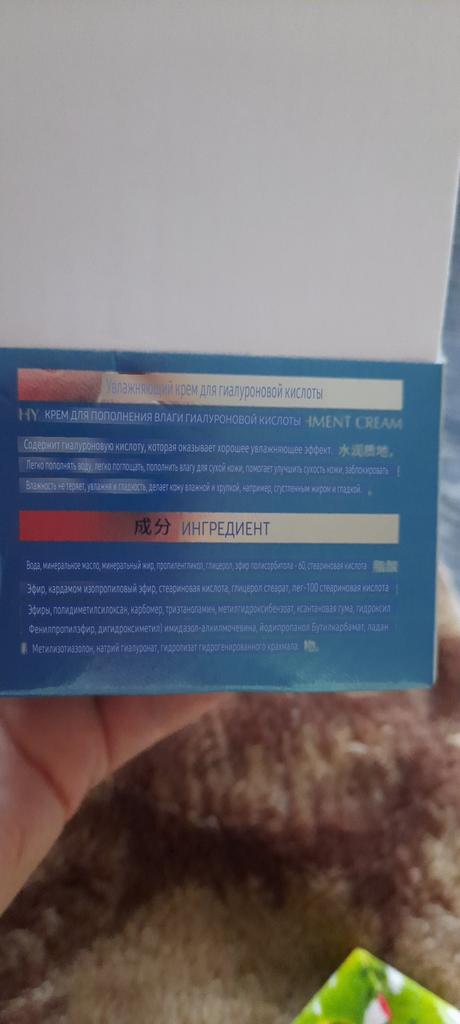 Увлажняющий крем для гиалуроновой кислоты
HY КРЕМ ДЛЯ ПОПОЛНЕНИЯ ВЛАГИ ГИАЛУРОНОВОЙ КИСЛОТЫ HMENT CREAM
Содержит гиалуроновую кислоту, которая оказывает хорошее увлажняющее эффект. 水润质地。
Легко пополнять воду, легко поглощать, пополнить влагу для сухой кожи, помогает улучшить сухость кожи, заблокировать
Влажность не теряет, увлажня и гладкость, делает кожу влажной и хрупкой, например, сгустленным жиром и гладкой.
成分 ИНГРЕДИЕНТ
Вода, минеральное масло, минеральный жир, пропиленгликол, глицерол, эфир полисорбитола - 60, стеариновая кислота
Эфир, кардамом изопропиловый эфир, стеариновая кислота, глицерол стеарат, пег-100 стеариновая кислота
Эфиры, полидиметилсилоксан, карбомер, триэтаноламин, метилгидроксибензоат, ксантановая гума, гидроксил
Фенилпропилэфир, дигидроксиметил) имидазол-алкилмочевина, йодипропанол Бутилкарбамат, ладан
Метилизотиазолон, натрий гиалуронат, гидролизат гидрогенированного крахмала.